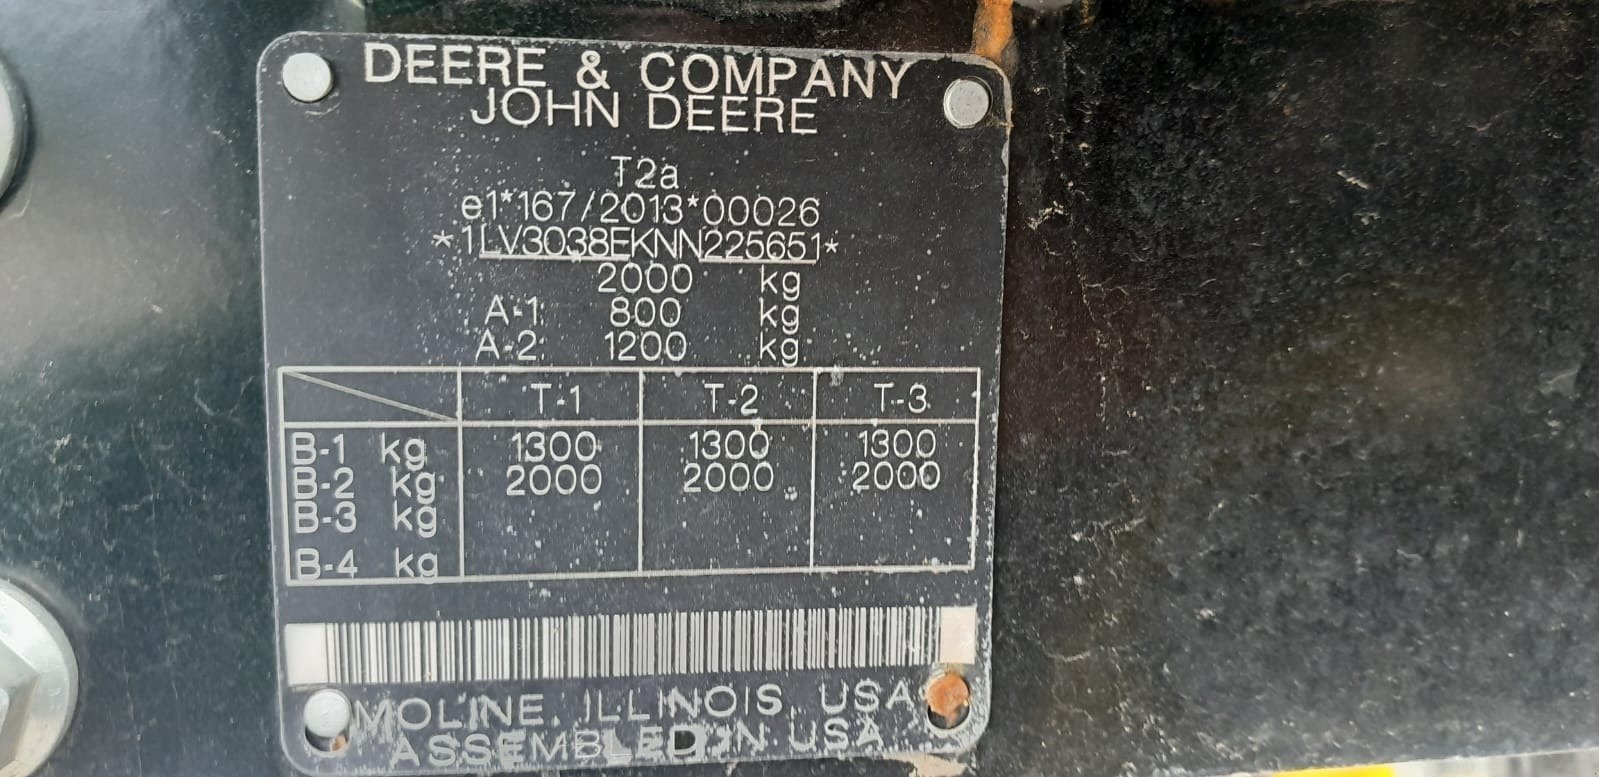 DEERE & COMPANY
JOHN DEERE
T2a
e1*167/2013*00026
*1LV3038EKNN225651*
2000 kg
A-1: 800 kg
A-2: 1200 kg
T-1 T-2 T-3
B-1 kg 1300 1300 1300
B-2 kg 2000 2000 2000
B-3 kg
B-4 kg
MOLINE, ILLINOIS, USA
ASSEMBLED IN USA